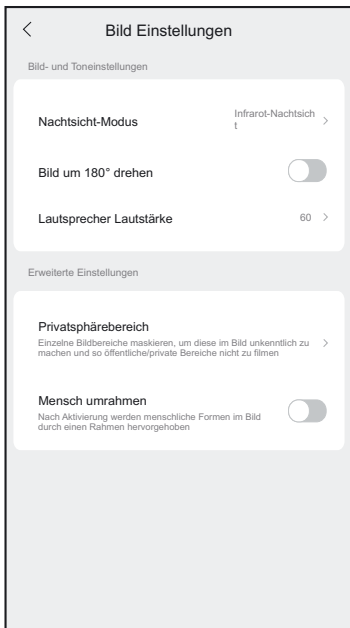 Bild Einstellungen
Bild- und Toneinstellungen
Nachtsicht-Modus
Infrarot-Nachtsich
t
Bild um 180° drehen
Lautsprecher Lautstärke
60
Erweiterte Einstellungen
Privatsphärebereich
Einzelne Bildbereiche maskieren, um diese im Bild unkenntlich zu
machen und so öffentliche/private Bereiche nicht zu filmen
Mensch umrahmen
Nach Aktivierung werden menschliche Formen im Bild
durch einen Rahmen hervorgehoben